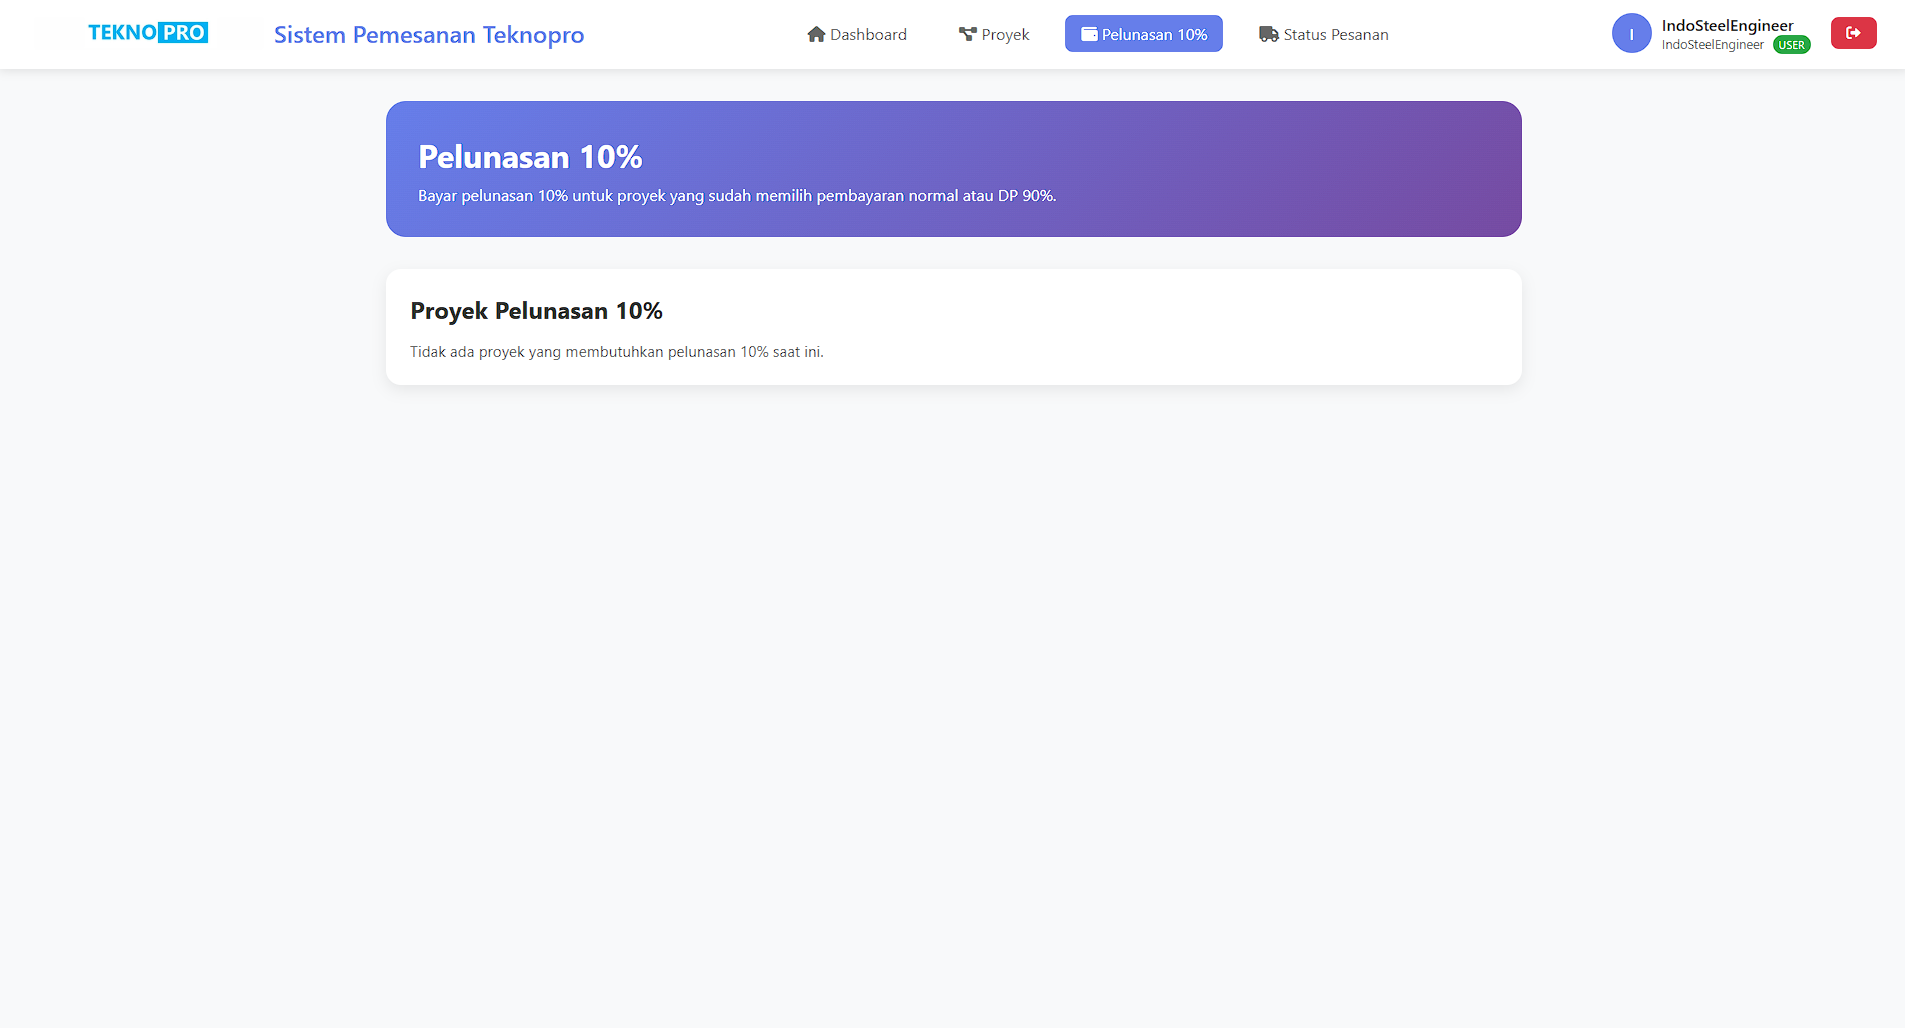 TEKNOPRO
Sistem Pemesanan Teknopro
Dashboard
Proyek
Pelunasan 10%
Status Pesanan
I
IndoSteelEngineer
IndoSteelEngineer USER
Pelunasan 10%
Bayar pelunasan 10% untuk proyek yang sudah memilih pembayaran normal atau DP 90%.
Proyek Pelunasan 10%
Tidak ada proyek yang membutuhkan pelunasan 10% saat ini.